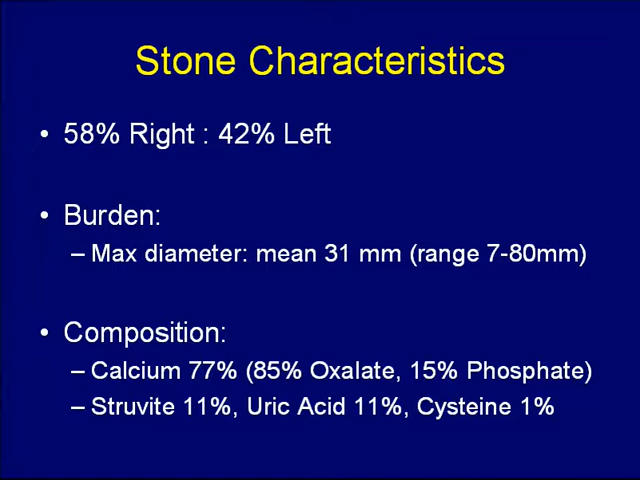 Stone Characteristics
• 58% Right : 42% Left
• Burden:
– Max diameter: mean 31 mm (range 7-80mm)
• Composition:
– Calcium 77% (85% Oxalate, 15% Phosphate)
– Struvite 11%, Uric Acid 11%, Cysteine 1%